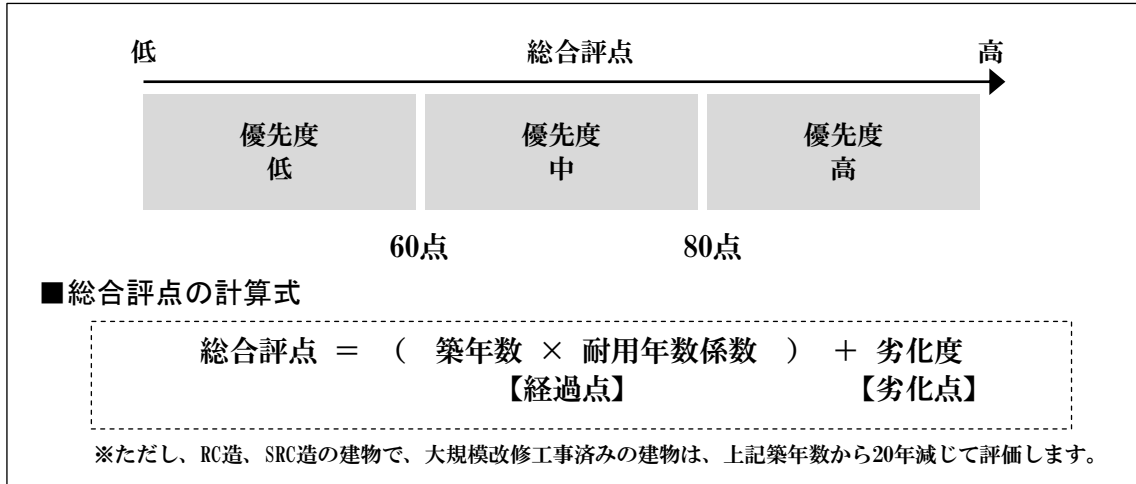 低 総合評点 高
優先度 優先度 優先度
低 中 高
60点 80点
■総合評点の計算式
総合評点 ＝ （ 築年数 × 耐用年数係数 ） ＋ 劣化度
【経過点】 【劣化点】
※ただし、RC造、SRC造の建物で、大規模改修工事済みの建物は、上記築年数から20年減じて評価します。